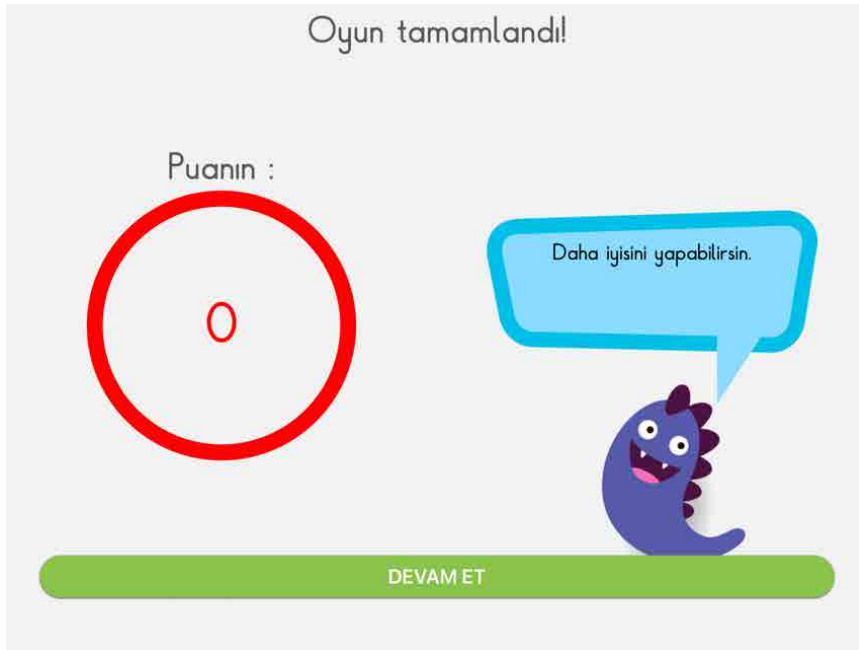 Oyun tamamlandı!
Puanın :
0
Daha iyisini yapabilirsin.
DEVAM ET